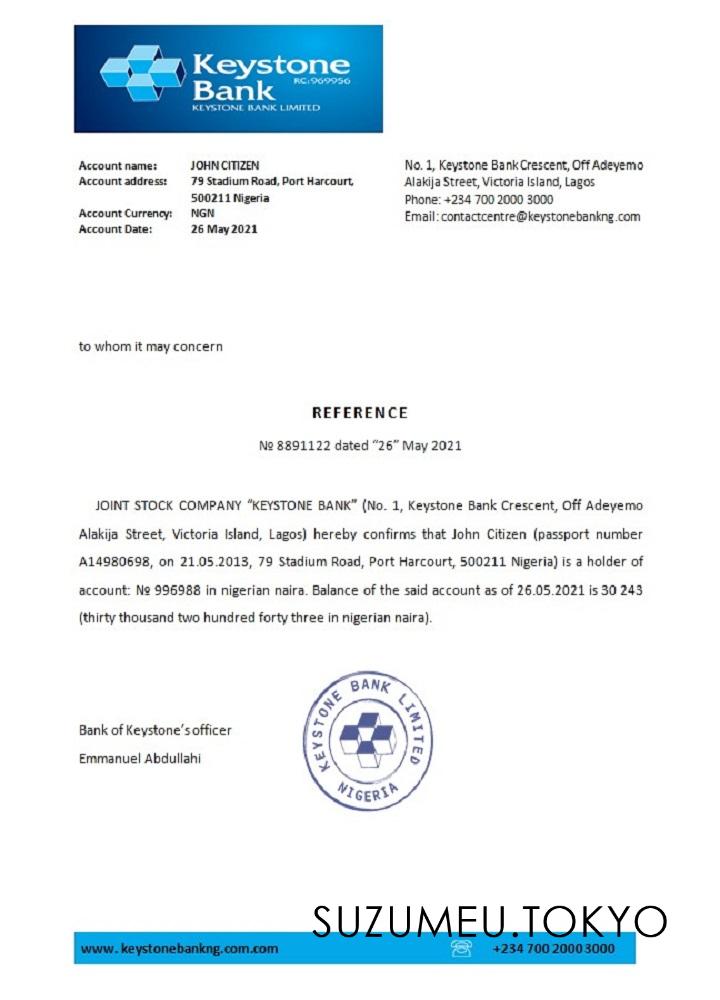 Keystone
Bank
RC:969956
KEYSTONE BANK LIMITED
Account name: JOHN CITIZEN
Account address: 79 Stadium Road, Port Harcourt,
500211 Nigeria
Account Currency: NGN
Account Date: 26 May 2021
No. 1, Keystone Bank Crescent, Off Adeyemo
Alakija Street, Victoria Island, Lagos
Phone: +234 700 2000 3000
Email: contactcentre@keystonebankng.com
to whom it may concern
REFERENCE
№ 8891122 dated “26” May 2021
JOINT STOCK COMPANY “KEYSTONE BANK” (No. 1, Keystone Bank Crescent, Off Adeyemo
Alakija Street, Victoria Island, Lagos) hereby confirms that John Citizen (passport number
A14980698, on 21.05.2013, 79 Stadium Road, Port Harcourt, 500211 Nigeria) is a holder of
account: № 996988 in nigerian naira. Balance of the said account as of 26.05.2021 is 30 243
(thirty thousand two hundred forty three in nigerian naira).
Bank of Keystone’s officer
Emmanuel Abdullahi
KEYSTONE BANK LIMITED
NIGERIA
SUZUMEU.TOKYO
www. keystonebankng.com.com
+234 700 2000 3000